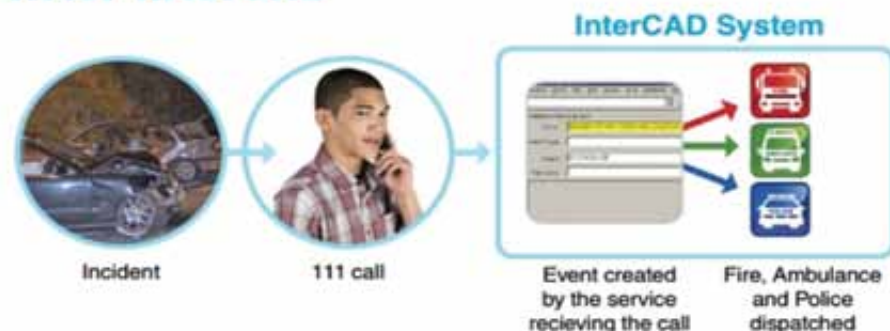 InterCAD System
Incident
111 call
Event created
by the service
recieving the call
Fire, Ambulance
and Police
dispatched